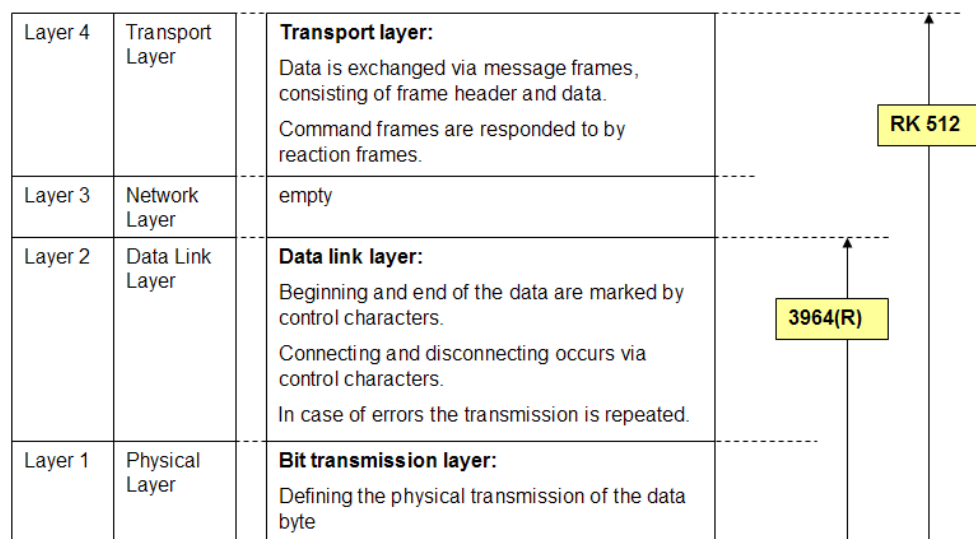 Layer 4
Transport
Layer
Transport layer:
Data is exchanged via message frames,
consisting of frame header and data.
Command frames are responded to by
reaction frames.
RK 512
Layer 3
Network
Layer
empty
Layer 2
Data Link
Layer
Data link layer:
Beginning and end of the data are marked by
control characters.
Connecting and disconnecting occurs via
control characters.
In case of errors the transmission is repeated.
3964(R)
Layer 1
Physical
Layer
Bit transmission layer:
Defining the physical transmission of the data
byte